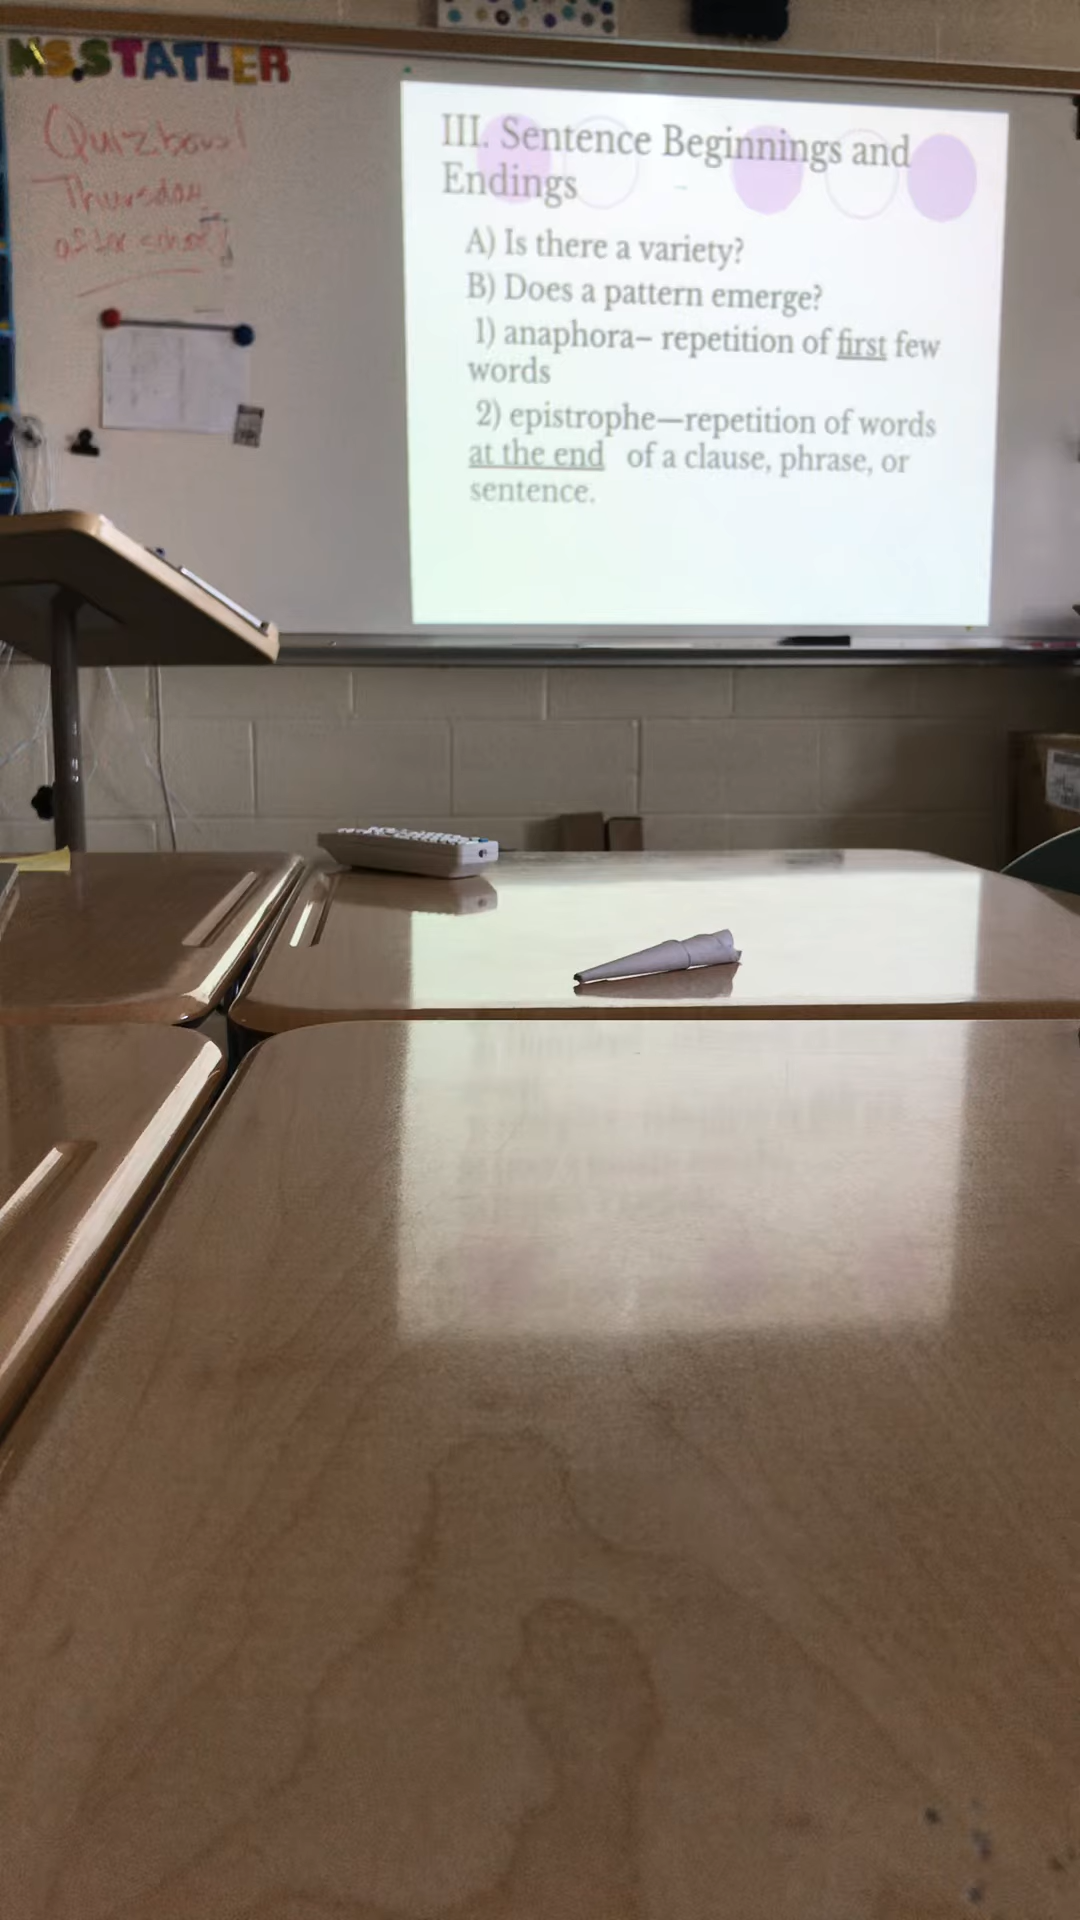 MS.STATLER
Quizbowl
Thursday
after school!
III. Sentence Beginnings and
Endings
A) Is there a variety?
B) Does a pattern emerge?
1) anaphora– repetition of first few
words
2) epistrophe—repetition of words
at the end of a clause, phrase, or
sentence.